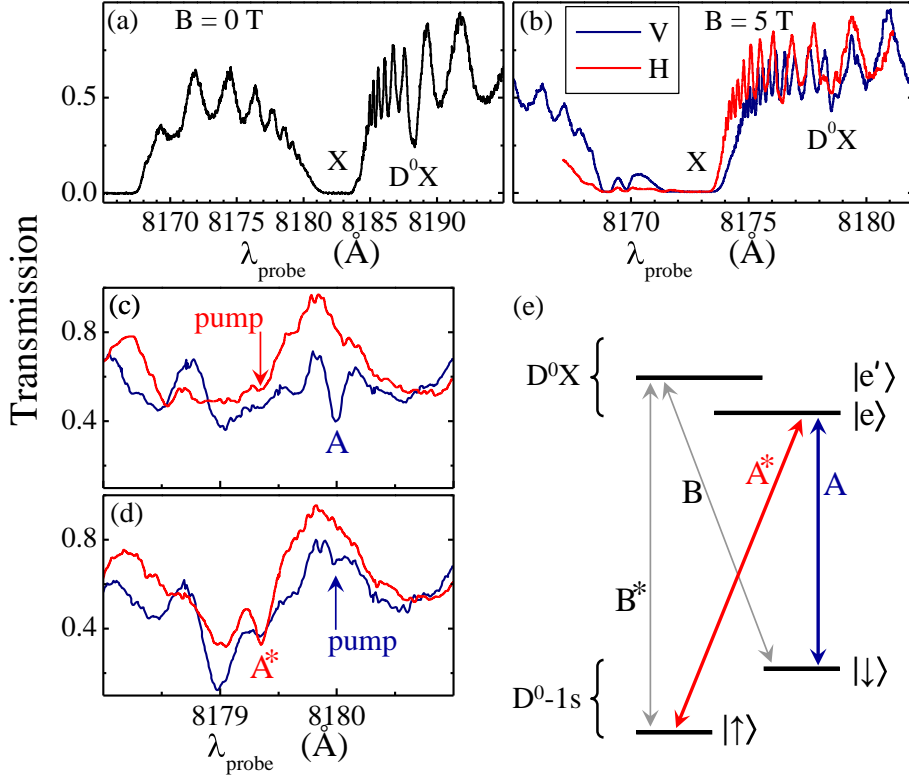 (a) B = 0 T
X
D⁰X
0.5
0.0
8170 8175 8180 8185 8190
λprobe (Å)
(b) B = 5 T
V
H
X
D⁰X
8170 8175 8180
λprobe (Å)
Transmission
(c)
pump
A
0.8
0.4
(d)
pump
A*
0.8
0.4
8179 8180
λprobe (Å)
(e)
D⁰X
|e'⟩
|e⟩
A*
A
B
B*
|↓⟩
D⁰-1s
|↑⟩